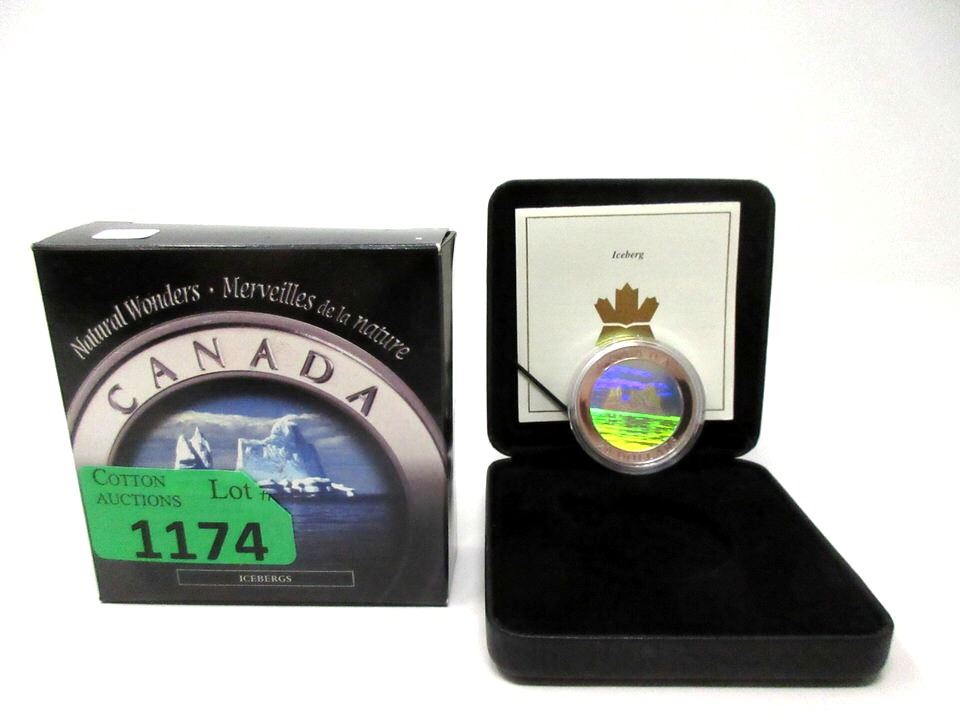 Natural Wonders · Merveilles de la nature
CANADA
COTTON
AUCTIONS
Lot #
1174
ICEBERGS
Iceberg